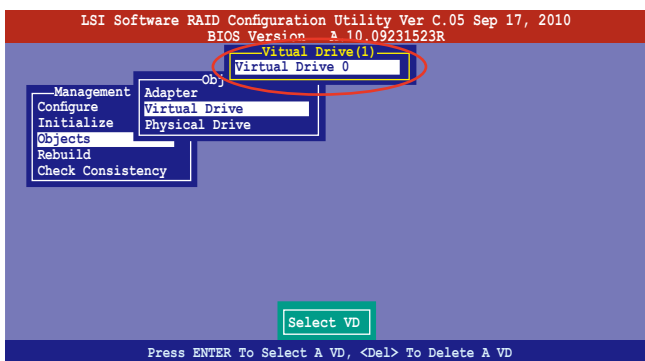 LSI Software RAID Configuration Utility Ver C.05 Sep 17, 2010
BIOS Version A.10.09231523R
Vitual Drive(1)
Virtual Drive 0
Obj
Adapter
Virtual Drive
Physical Drive
Management
Configure
Initialize
Objects
Rebuild
Check Consistency
Select VD
Press ENTER To Select A VD, <Del> To Delete A VD